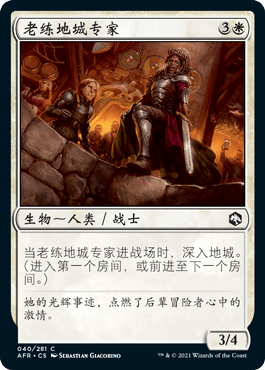 老练地城专家 3
生物～人类／战士
当老练地城专家进战场时，深入地城。
（进入第一个房间，或前进至下一个房
间。）
她的光辉事迹，点燃了后辈冒险者心中的
激情。
3/4
040/281 C
AFR • CS SEBASTIAN GIACOBINO ™ & © 2021 Wizards of the Coast